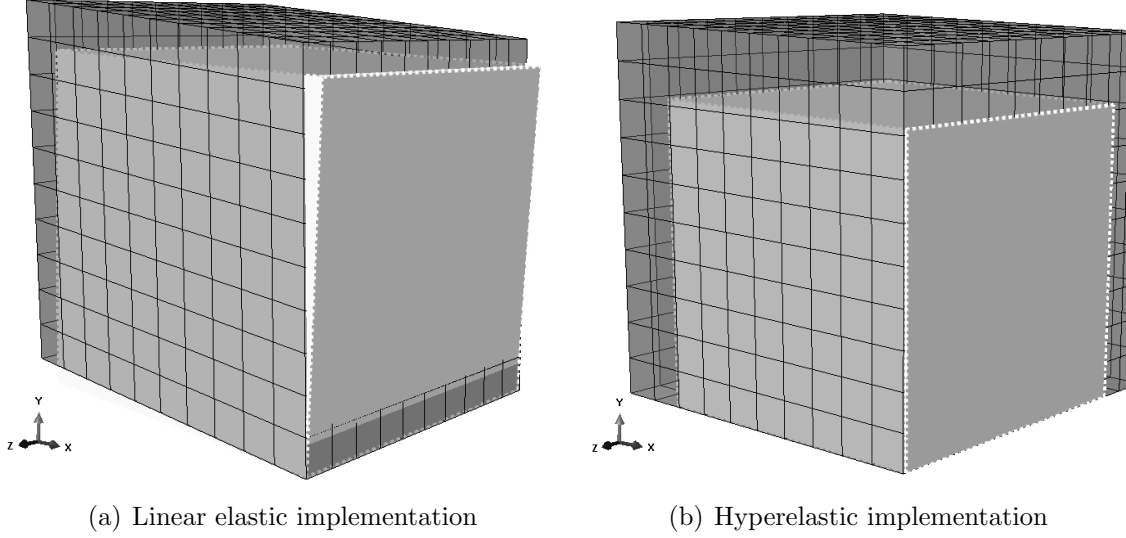 Y
Z
X
Y
Z
X
(a) Linear elastic implementation
(b) Hyperelastic implementation